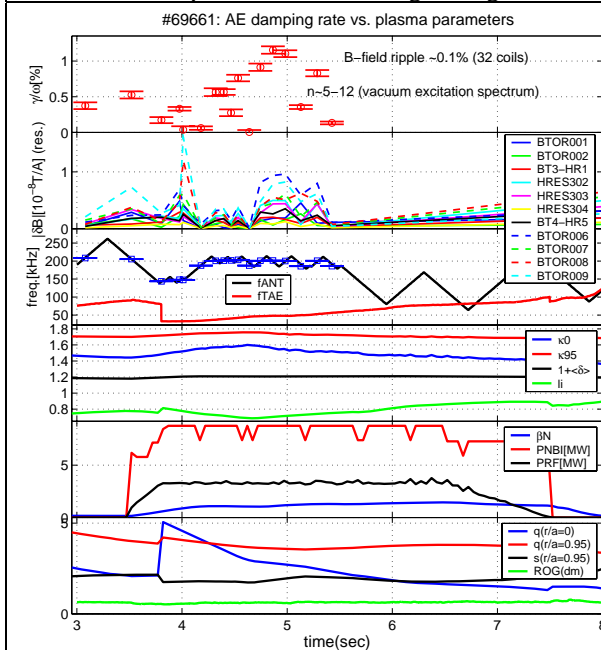 #69661: AE damping rate vs. plasma parameters
γ/ω[%]
1
0.5
0
B−field ripple ~0.1% (32 coils)
n~5−12 (vacuum excitation spectrum)
|δB|[10⁻⁸T/A] (res.)
1
0.5
0
BTOR001
BTOR002
BT3−HR1
HRES302
HRES303
HRES304
BT4−HR5
BTOR006
BTOR007
BTOR008
BTOR009
freq.[kHz]
250
200
150
100
50
0
fANT
fTAE
1.8
1.6
1.4
1.2
1
0.8
κ0
κ95
1+<δ>
li
5
0
βN
PNBI[MW]
PRF[MW]
5
0
q(r/a=0)
q(r/a=0.95)
s(r/a=0.95)
ROG(dm)
3 4 5 6 7 8
time(sec)